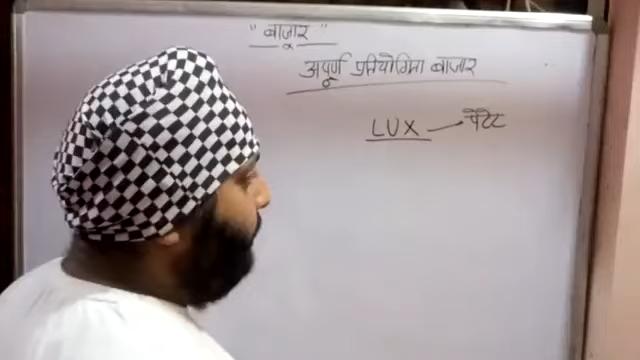 " बाजार "
अपूर्ण प्रतियोगिता बाजार
LUX — पेटेंट